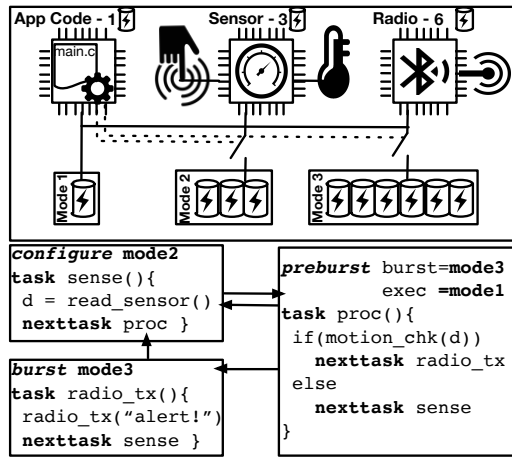 App Code - 1
Sensor - 3
Radio - 6
main.c
Mode 1
Mode 2
Mode 3
configure mode2
task sense(){
d = read_sensor()
nexttask proc }
burst mode3
task radio_tx(){
radio_tx(“alert!”)
nexttask sense }
preburst burst=mode3
exec =mode1
task proc(){
if(motion_chk(d))
nexttask radio_tx
else
nexttask sense
}